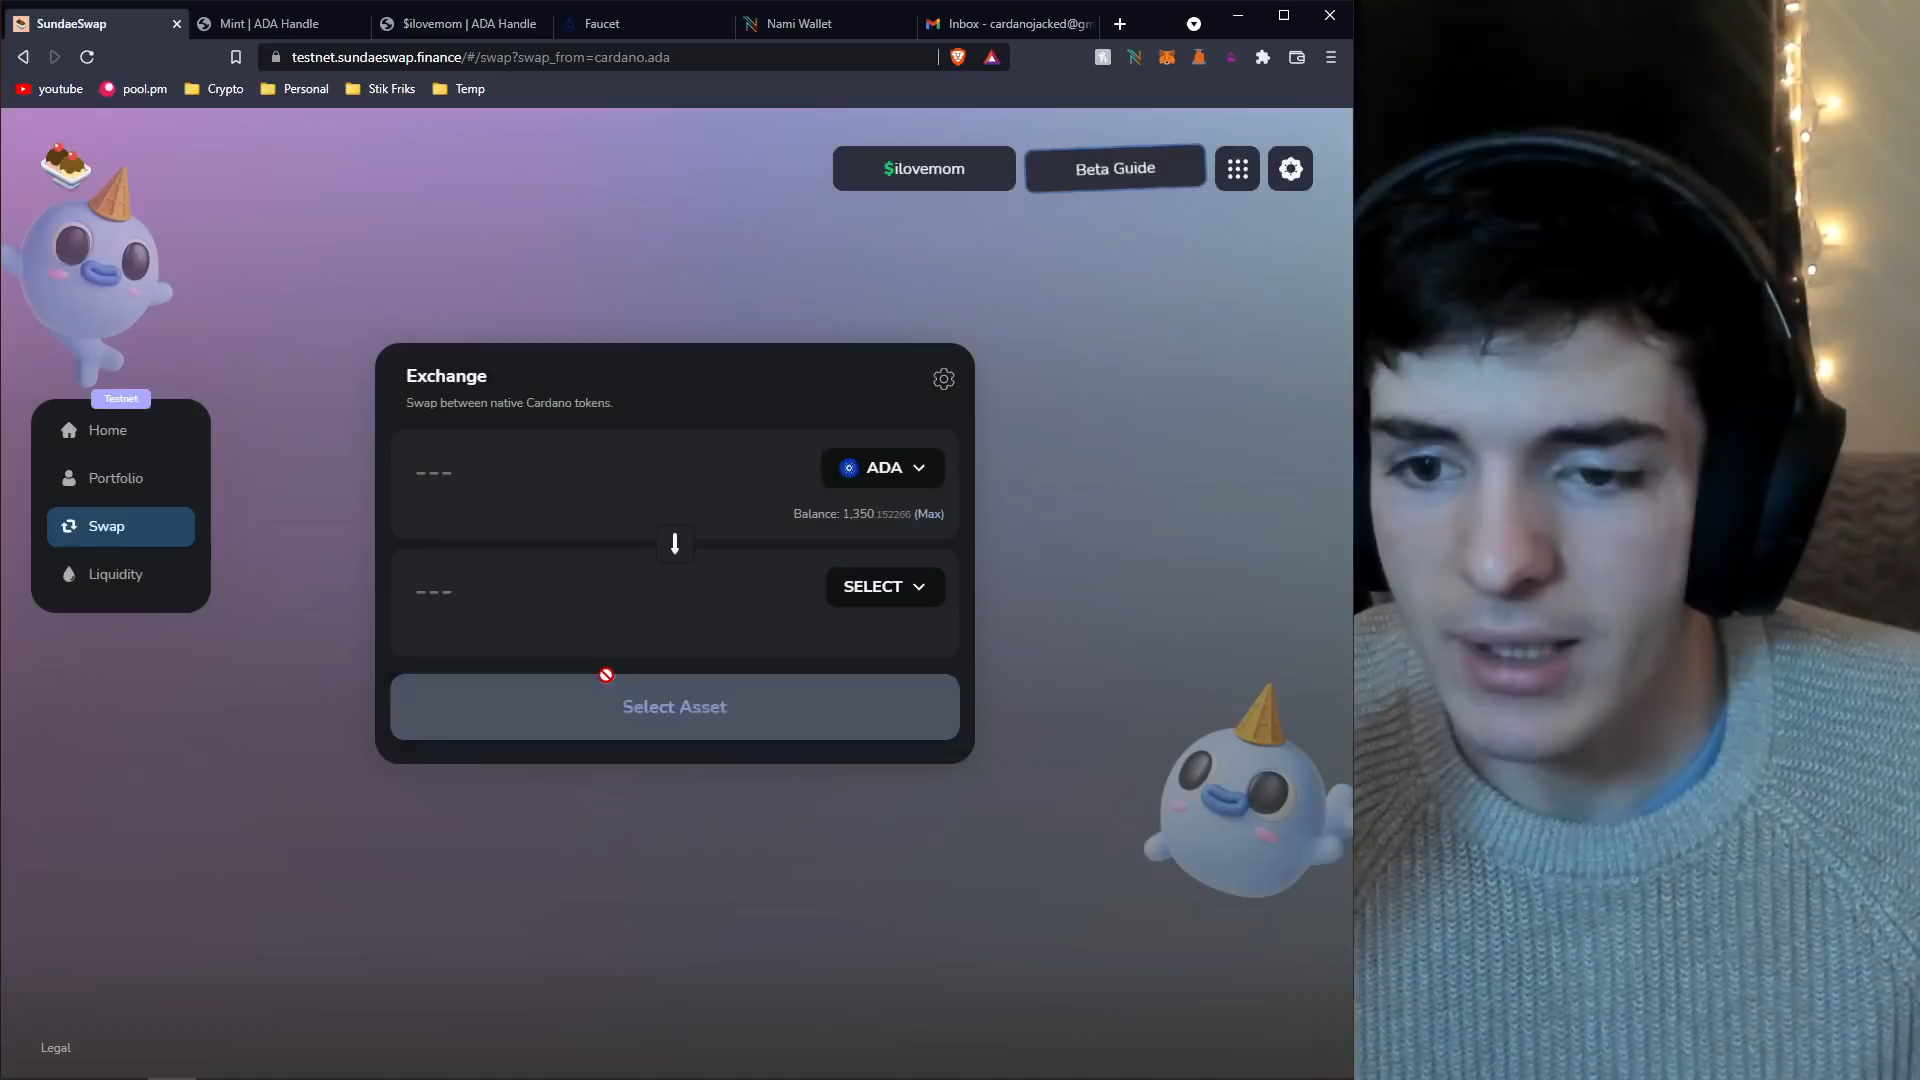 SundaeSwap
Mint | ADA Handle
$ilovemom | ADA Handle
Faucet
Nami Wallet
Inbox - cardanojacked@gm
testnet.sundaeswap.finance/#/swap?swap_from=cardano.ada
youtube
pool.pm
Crypto
Personal
Stik Friks
Temp
$ilovemom
Beta Guide
Testnet
Home
Portfolio
Swap
Liquidity
Exchange
Swap between native Cardano tokens.
---
ADA
Balance: 1,350.152266 (Max)
---
SELECT
Select Asset
Legal